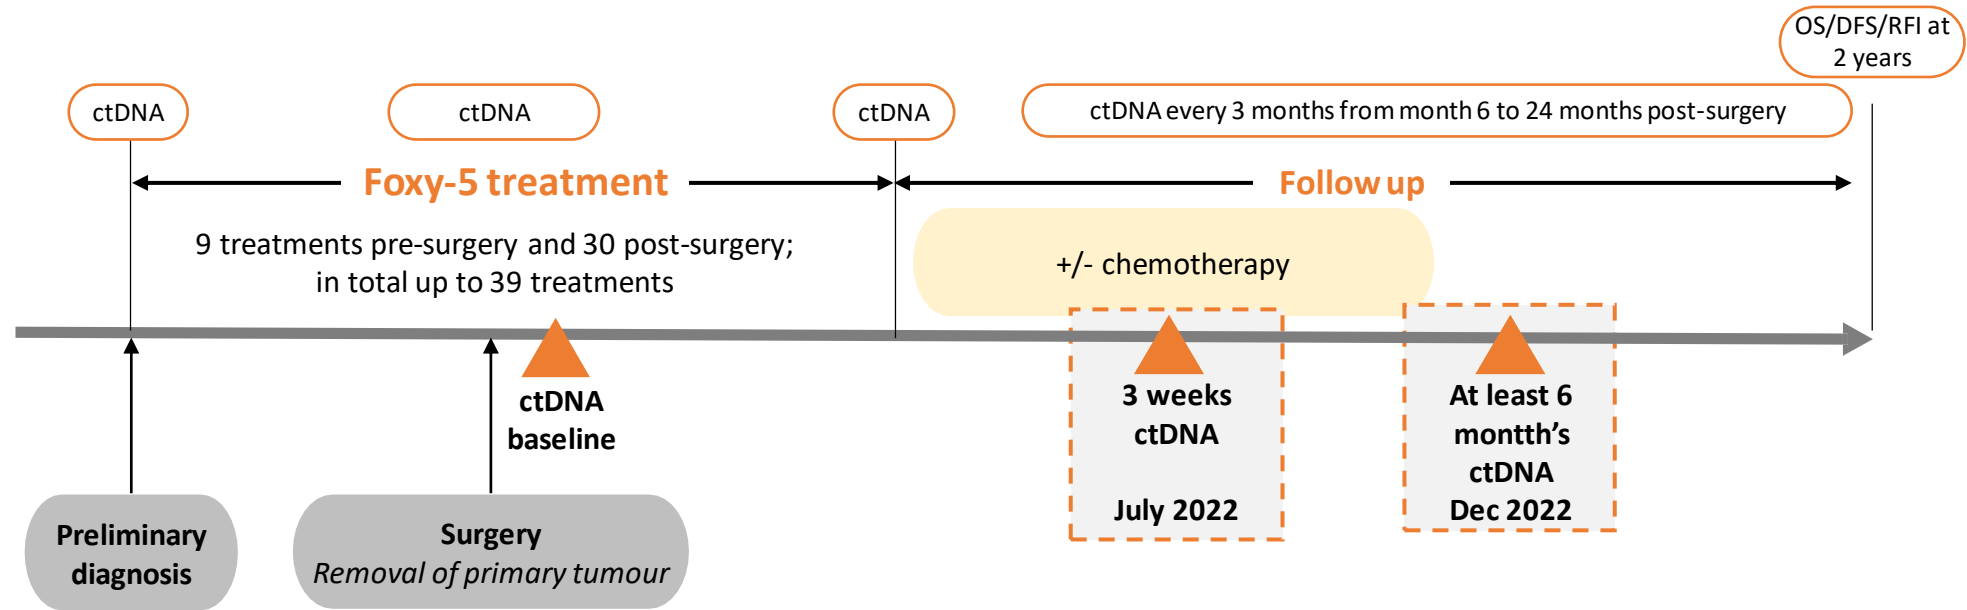 OS/DFS/RFI at
2 years
ctDNA
ctDNA
ctDNA
ctDNA every 3 months from month 6 to 24 months post-surgery
Foxy-5 treatment
Follow up
9 treatments pre-surgery and 30 post-surgery;
in total up to 39 treatments
+/- chemotherapy
ctDNA
baseline
3 weeks
ctDNA
July 2022
At least 6
montth's
ctDNA
Dec 2022
Preliminary
diagnosis
Surgery
Removal of primary tumour